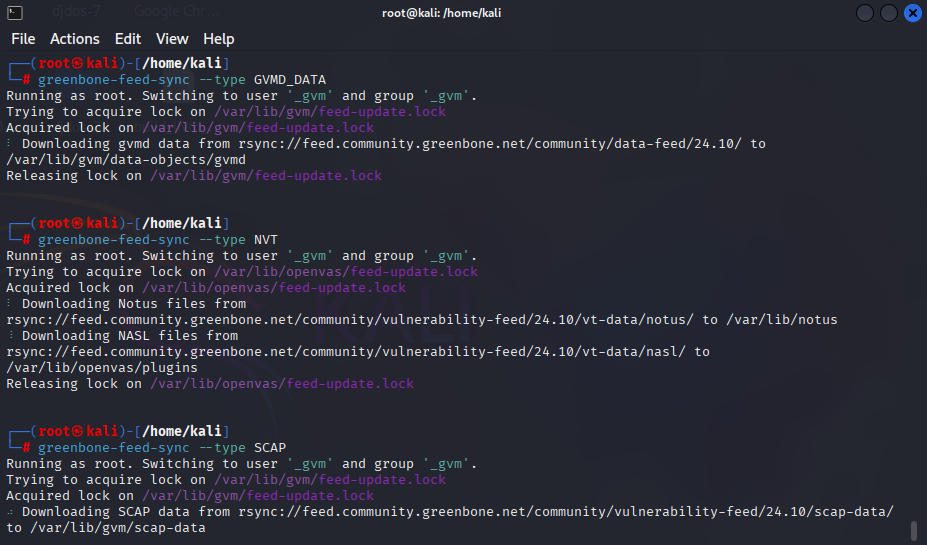 djdos-7 Google Chr
root@kali: /home/kali
File Actions Edit View Help
┌──(root㉿kali)-[/home/kali]
└─# greenbone-feed-sync --type GVMD_DATA
Running as root. Switching to user '_gvm' and group '_gvm'.
Trying to acquire lock on /var/lib/gvm/feed-update.lock
Acquired lock on /var/lib/gvm/feed-update.lock
⠸ Downloading gvmd data from rsync://feed.community.greenbone.net/community/data-feed/24.10/ to
/var/lib/gvm/data-objects/gvmd
Releasing lock on /var/lib/gvm/feed-update.lock
┌──(root㉿kali)-[/home/kali]
└─# greenbone-feed-sync --type NVT
Running as root. Switching to user '_gvm' and group '_gvm'.
Trying to acquire lock on /var/lib/openvas/feed-update.lock
Acquired lock on /var/lib/openvas/feed-update.lock
⠸ Downloading Notus files from
rsync://feed.community.greenbone.net/community/vulnerability-feed/24.10/vt-data/notus/ to /var/lib/notus
⠸ Downloading NASL files from
rsync://feed.community.greenbone.net/community/vulnerability-feed/24.10/vt-data/nasl/ to
/var/lib/openvas/plugins
Releasing lock on /var/lib/openvas/feed-update.lock
┌──(root㉿kali)-[/home/kali]
└─# greenbone-feed-sync --type SCAP
Running as root. Switching to user '_gvm' and group '_gvm'.
Trying to acquire lock on /var/lib/gvm/feed-update.lock
Acquired lock on /var/lib/gvm/feed-update.lock
⠴ Downloading SCAP data from rsync://feed.community.greenbone.net/community/vulnerability-feed/24.10/scap-data/
to /var/lib/gvm/scap-data